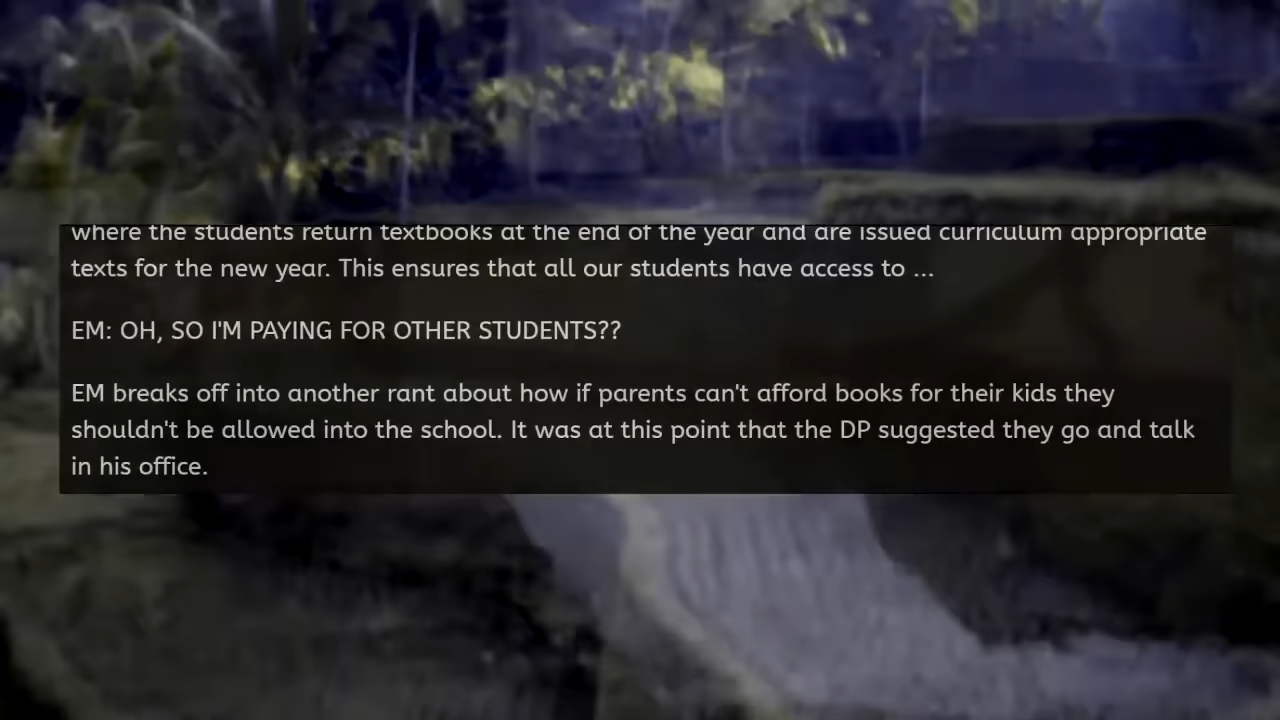 where the students return textbooks at the end of the year and are issued curriculum appropriate
texts for the new year. This ensures that all our students have access to ...
EM: OH, SO I'M PAYING FOR OTHER STUDENTS??
EM breaks off into another rant about how if parents can't afford books for their kids they
shouldn't be allowed into the school. It was at this point that the DP suggested they go and talk
in his office.